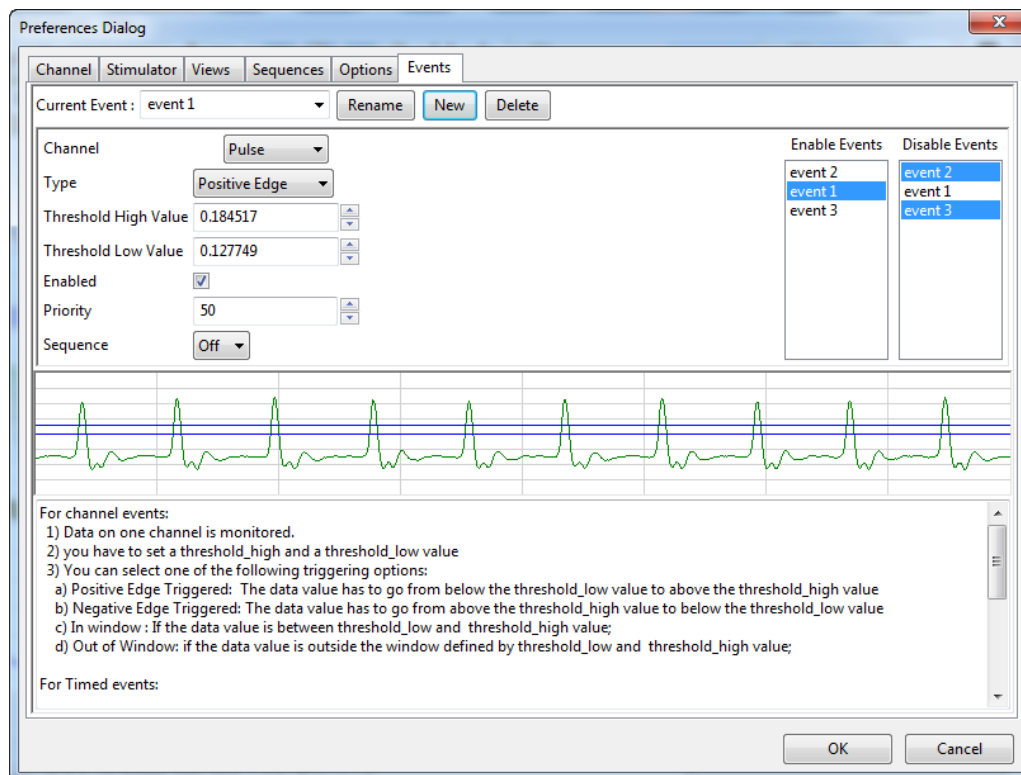 Preferences Dialog
Channel Stimulator Views Sequences Options Events
Current Event : event 1 Rename New Delete
Channel Pulse
Type Positive Edge
Threshold High Value 0.184517
Threshold Low Value 0.127749
Enabled
Priority 50
Sequence Off
Enable Events
event 2
event 1
event 3
Disable Events
event 2
event 1
event 3
For channel events:
1) Data on one channel is monitored.
2) you have to set a threshold_high and a threshold_low value
3) You can select one of the following triggering options:
a) Positive Edge Triggered: The data value has to go from below the threshold_low value to above the threshold_high value
b) Negative Edge Triggered: The data value has to go from above the threshold_high value to below the threshold_low value
c) In window : If the data value is between threshold_low and threshold_high value;
d) Out of Window: if the data value is outside the window defined by threshold_low and threshold_high value;
For Timed events:
OK Cancel